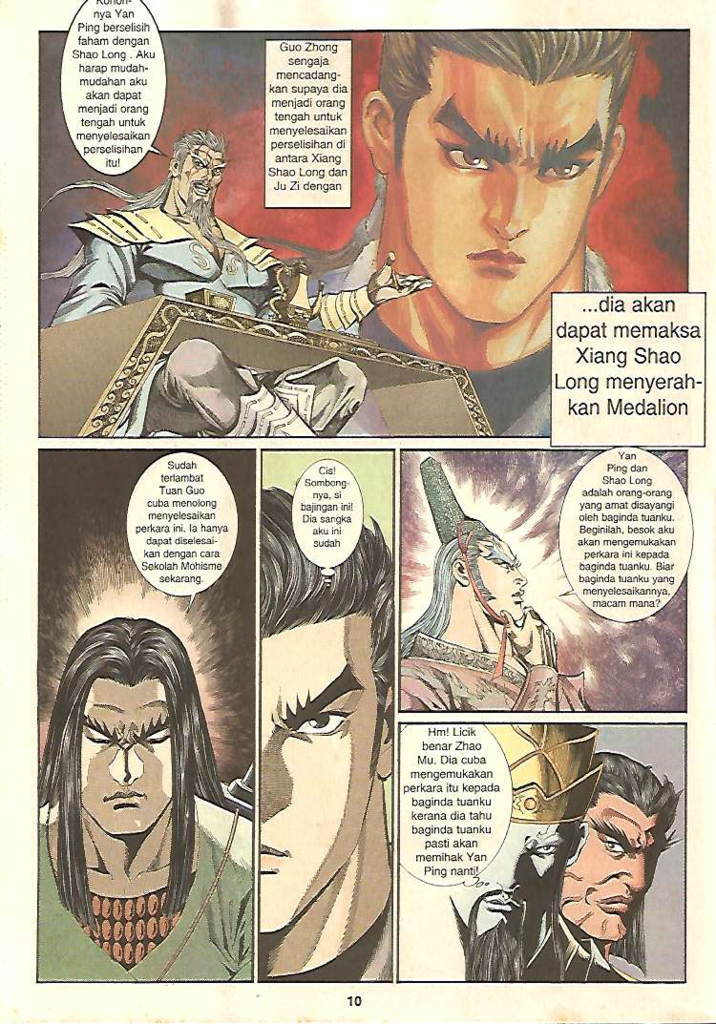 Kononnya
Yan
Ping berselisih
faham dengan
Shao Long . Aku
harap mudah-
mudahan aku
akan dapat
menjadi orang
tengah untuk
menyelesaikan
perselisihan
itu!
Guo Zhong
sengaja
mencadang-
kan supaya dia
menjadi orang
tengah untuk
menyelesaikan
perselisihan di
antara Xiang
Shao Long dan
Ju Zi dengan
...dia akan
dapat memaksa
Xiang Shao
Long menyerah-
kan Medalion
Sudah
terlambat
Tuan Guo
cuba menolong
menyelesaikan
perkara ini. Ia hanya
dapat diselesai-
kan dengan cara
Sekolah Mohisme
sekarang.
Cis!
Sombong-
nya, si
bajingan ini!
Dia sangka
aku ini
sudah
Yan
Ping dan
Shao Long
adalah orang-orang
yang amat disayangi
oleh baginda tuanku.
Beginilah, besok aku
akan mengemukakan
perkara ini kepada
baginda tuanku. Biar
baginda tuanku yang
menyelesaikannya,
macam mana?
Hm! Licik
benar Zhao
Mu. Dia cuba
mengemukakan
perkara itu kepada
baginda tuanku
kerana dia tahu
baginda tuanku
pasti akan
memihak Yan
Ping nanti!
10